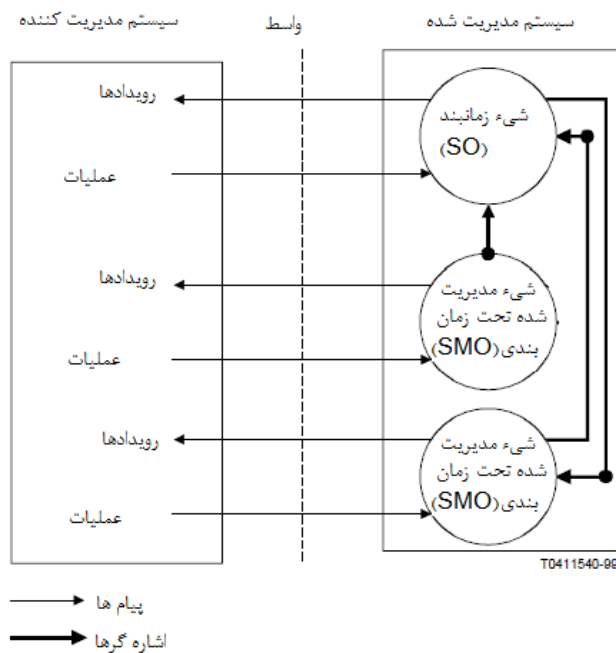 سیستم مدیریت شده
واسط
سیستم مدیریت کننده
رویدادها
شیء زمانبند
(SO)
عملیات
رویدادها
شیء مدیریت
شده تحت زمان
بندی(SMO)
عملیات
رویدادها
شیء مدیریت
شده تحت زمان
بندی(SMO)
عملیات
T0411540-99
پیام ها
اشاره گرها